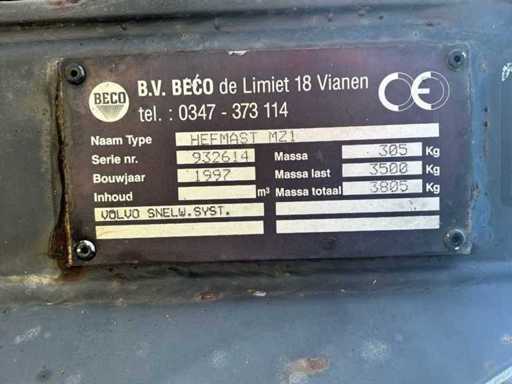 BECO
B.V. BECO de Limiet 18 Vianen
tel. : 0347 - 373 114
CE
Naam Type HEFMAST MZ1
Serie nr. 932614 Massa 305 Kg
Bouwjaar 1997 Massa last 3500 Kg
Inhoud m³ Massa totaal 3805 Kg
VOLVO SNELW.SYST.